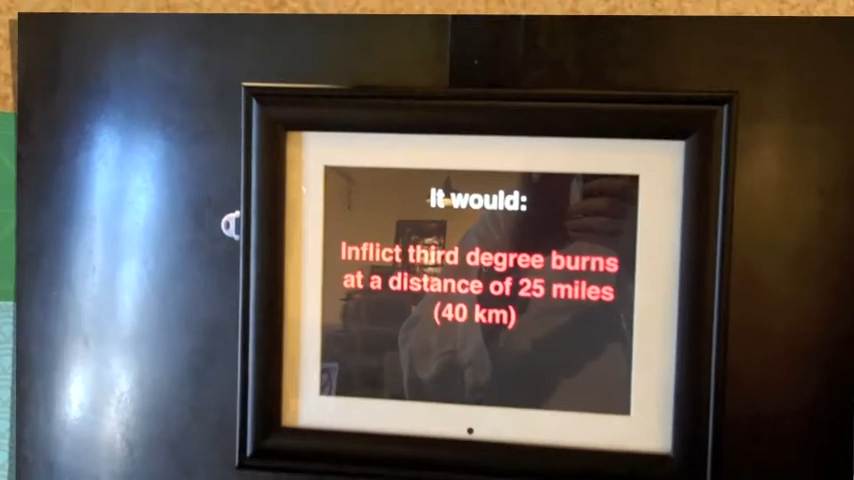 It would:
Inflict third degree burns
at a distance of 25 miles
(40 km)